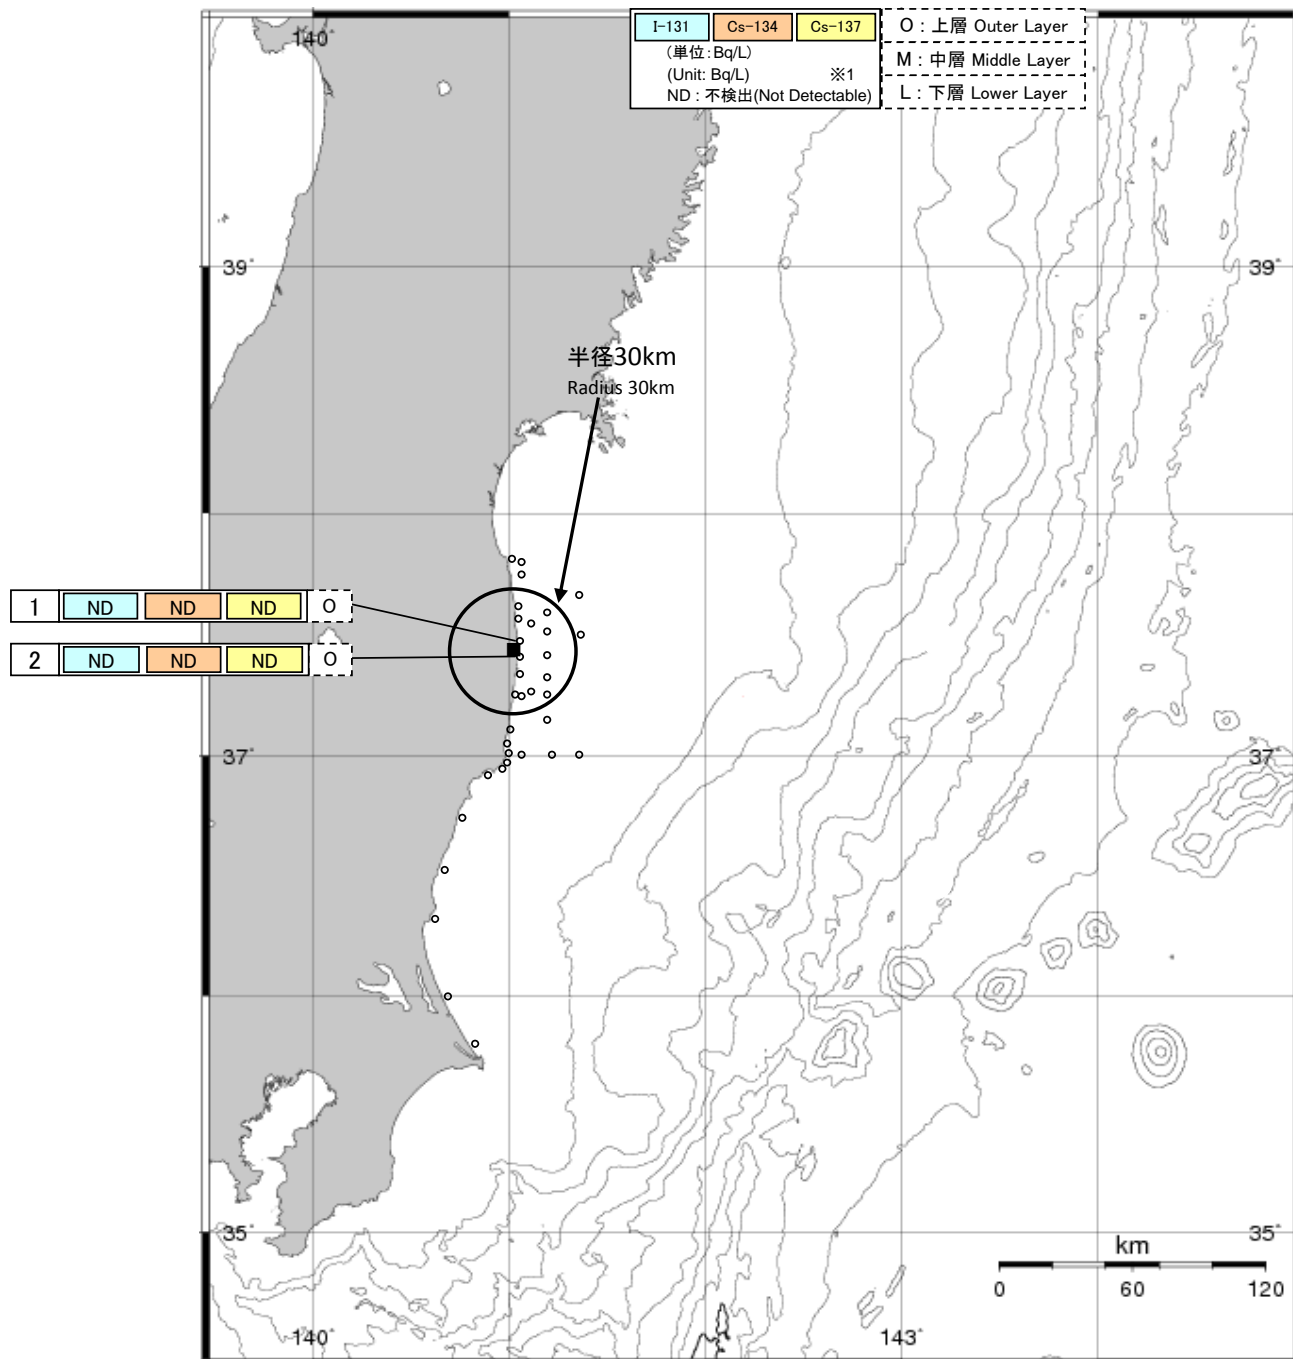 I-131 Cs-134 Cs-137
(単位:Bq/L)
(Unit: Bq/L) ※1
ND : 不検出(Not Detectable)
O : 上層 Outer Layer
M : 中層 Middle Layer
L : 下層 Lower Layer
140°
39° 39°
半径30km
Radius 30km
1 ND ND ND O
2 ND ND ND O
37° 37°
35° 35°
km
0 60 120
140° 143°